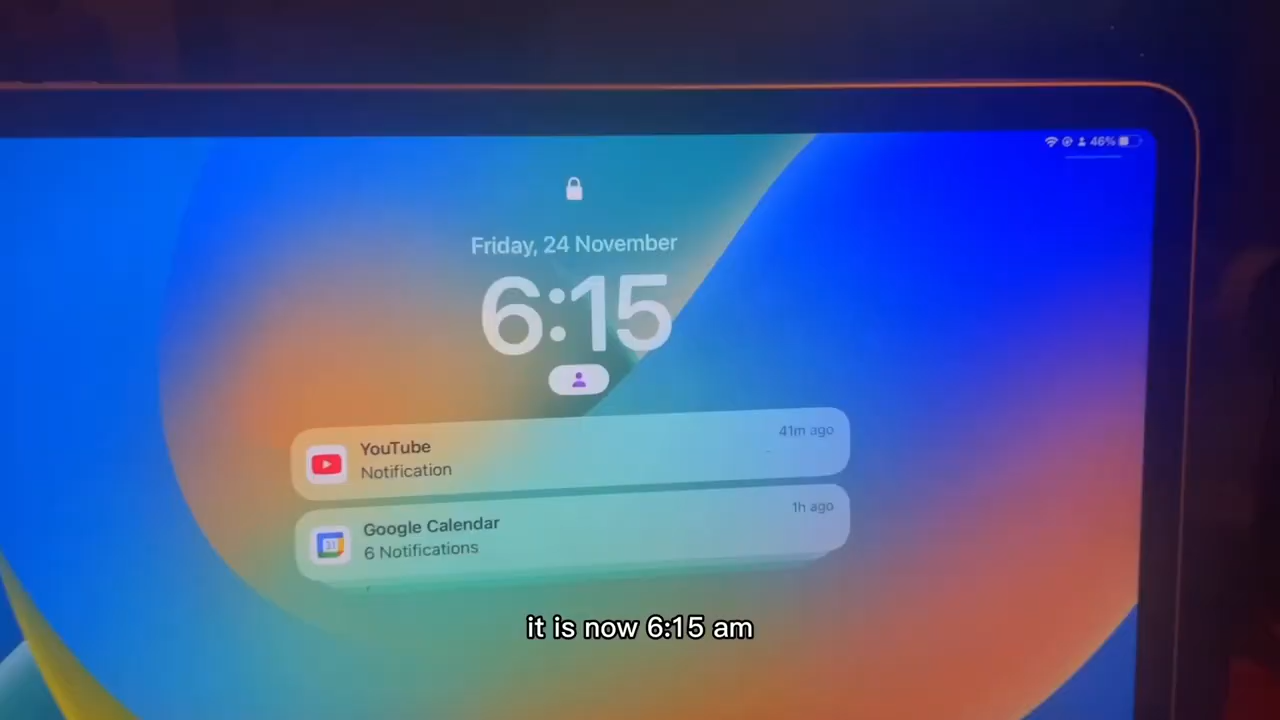 46%
Friday, 24 November
6:15
YouTube
41m ago
Notification
Google Calendar
1h ago
31
6 Notifications
it is now 6:15 am